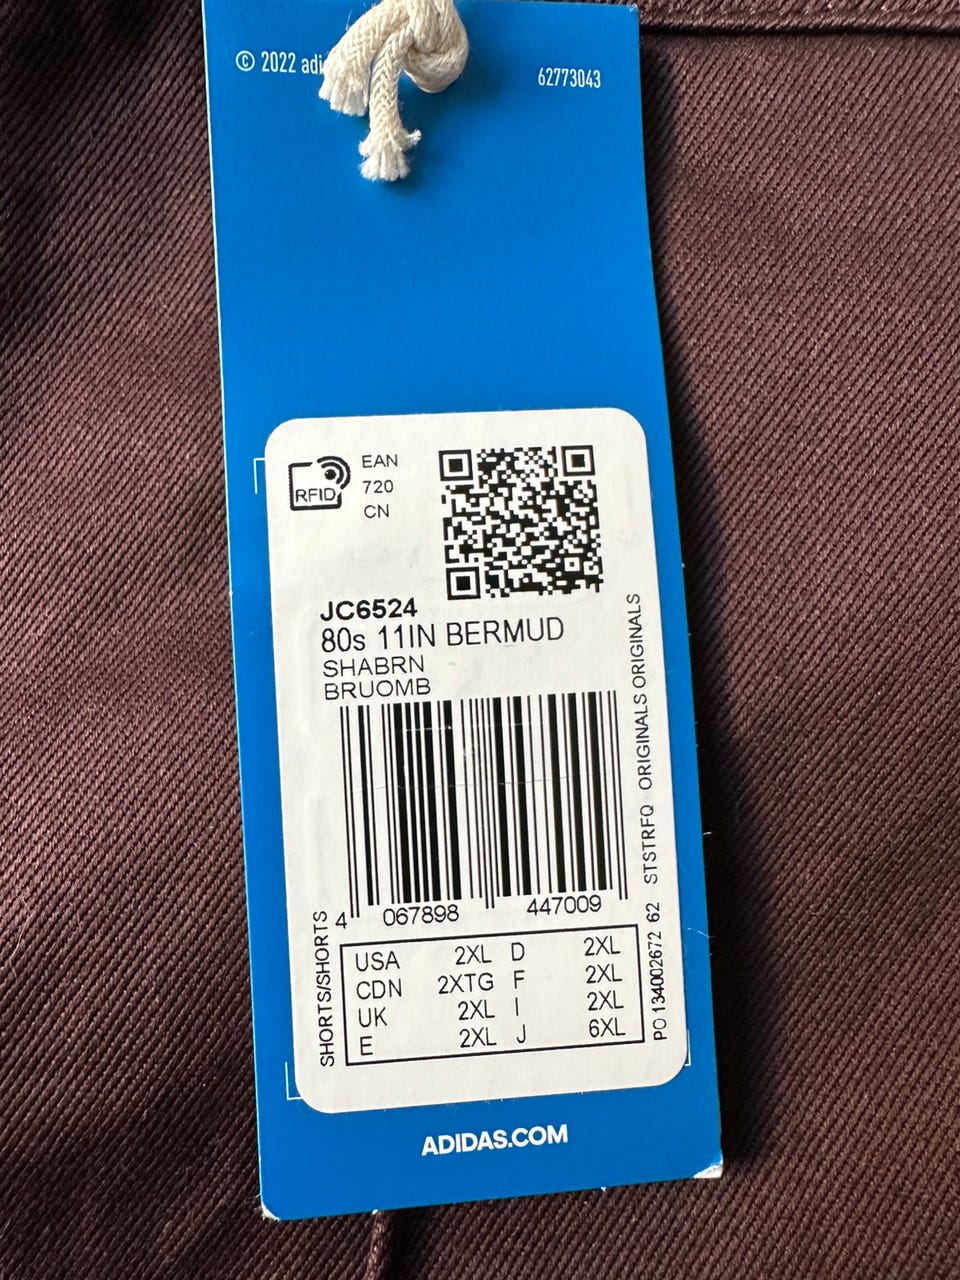 © 2022 adi
62773043
RFID
EAN
720
CN
JC6524
80s 11IN BERMUD
SHABRN
BRUOMB
4 067898 447009
SHORTS/SHORTS
PO 134002672 62 STSTRFQ ORIGINALS ORIGINALS
USA 2XL D 2XL
CDN 2XTG F 2XL
UK 2XL I 2XL
E 2XL J 6XL
ADIDAS.COM